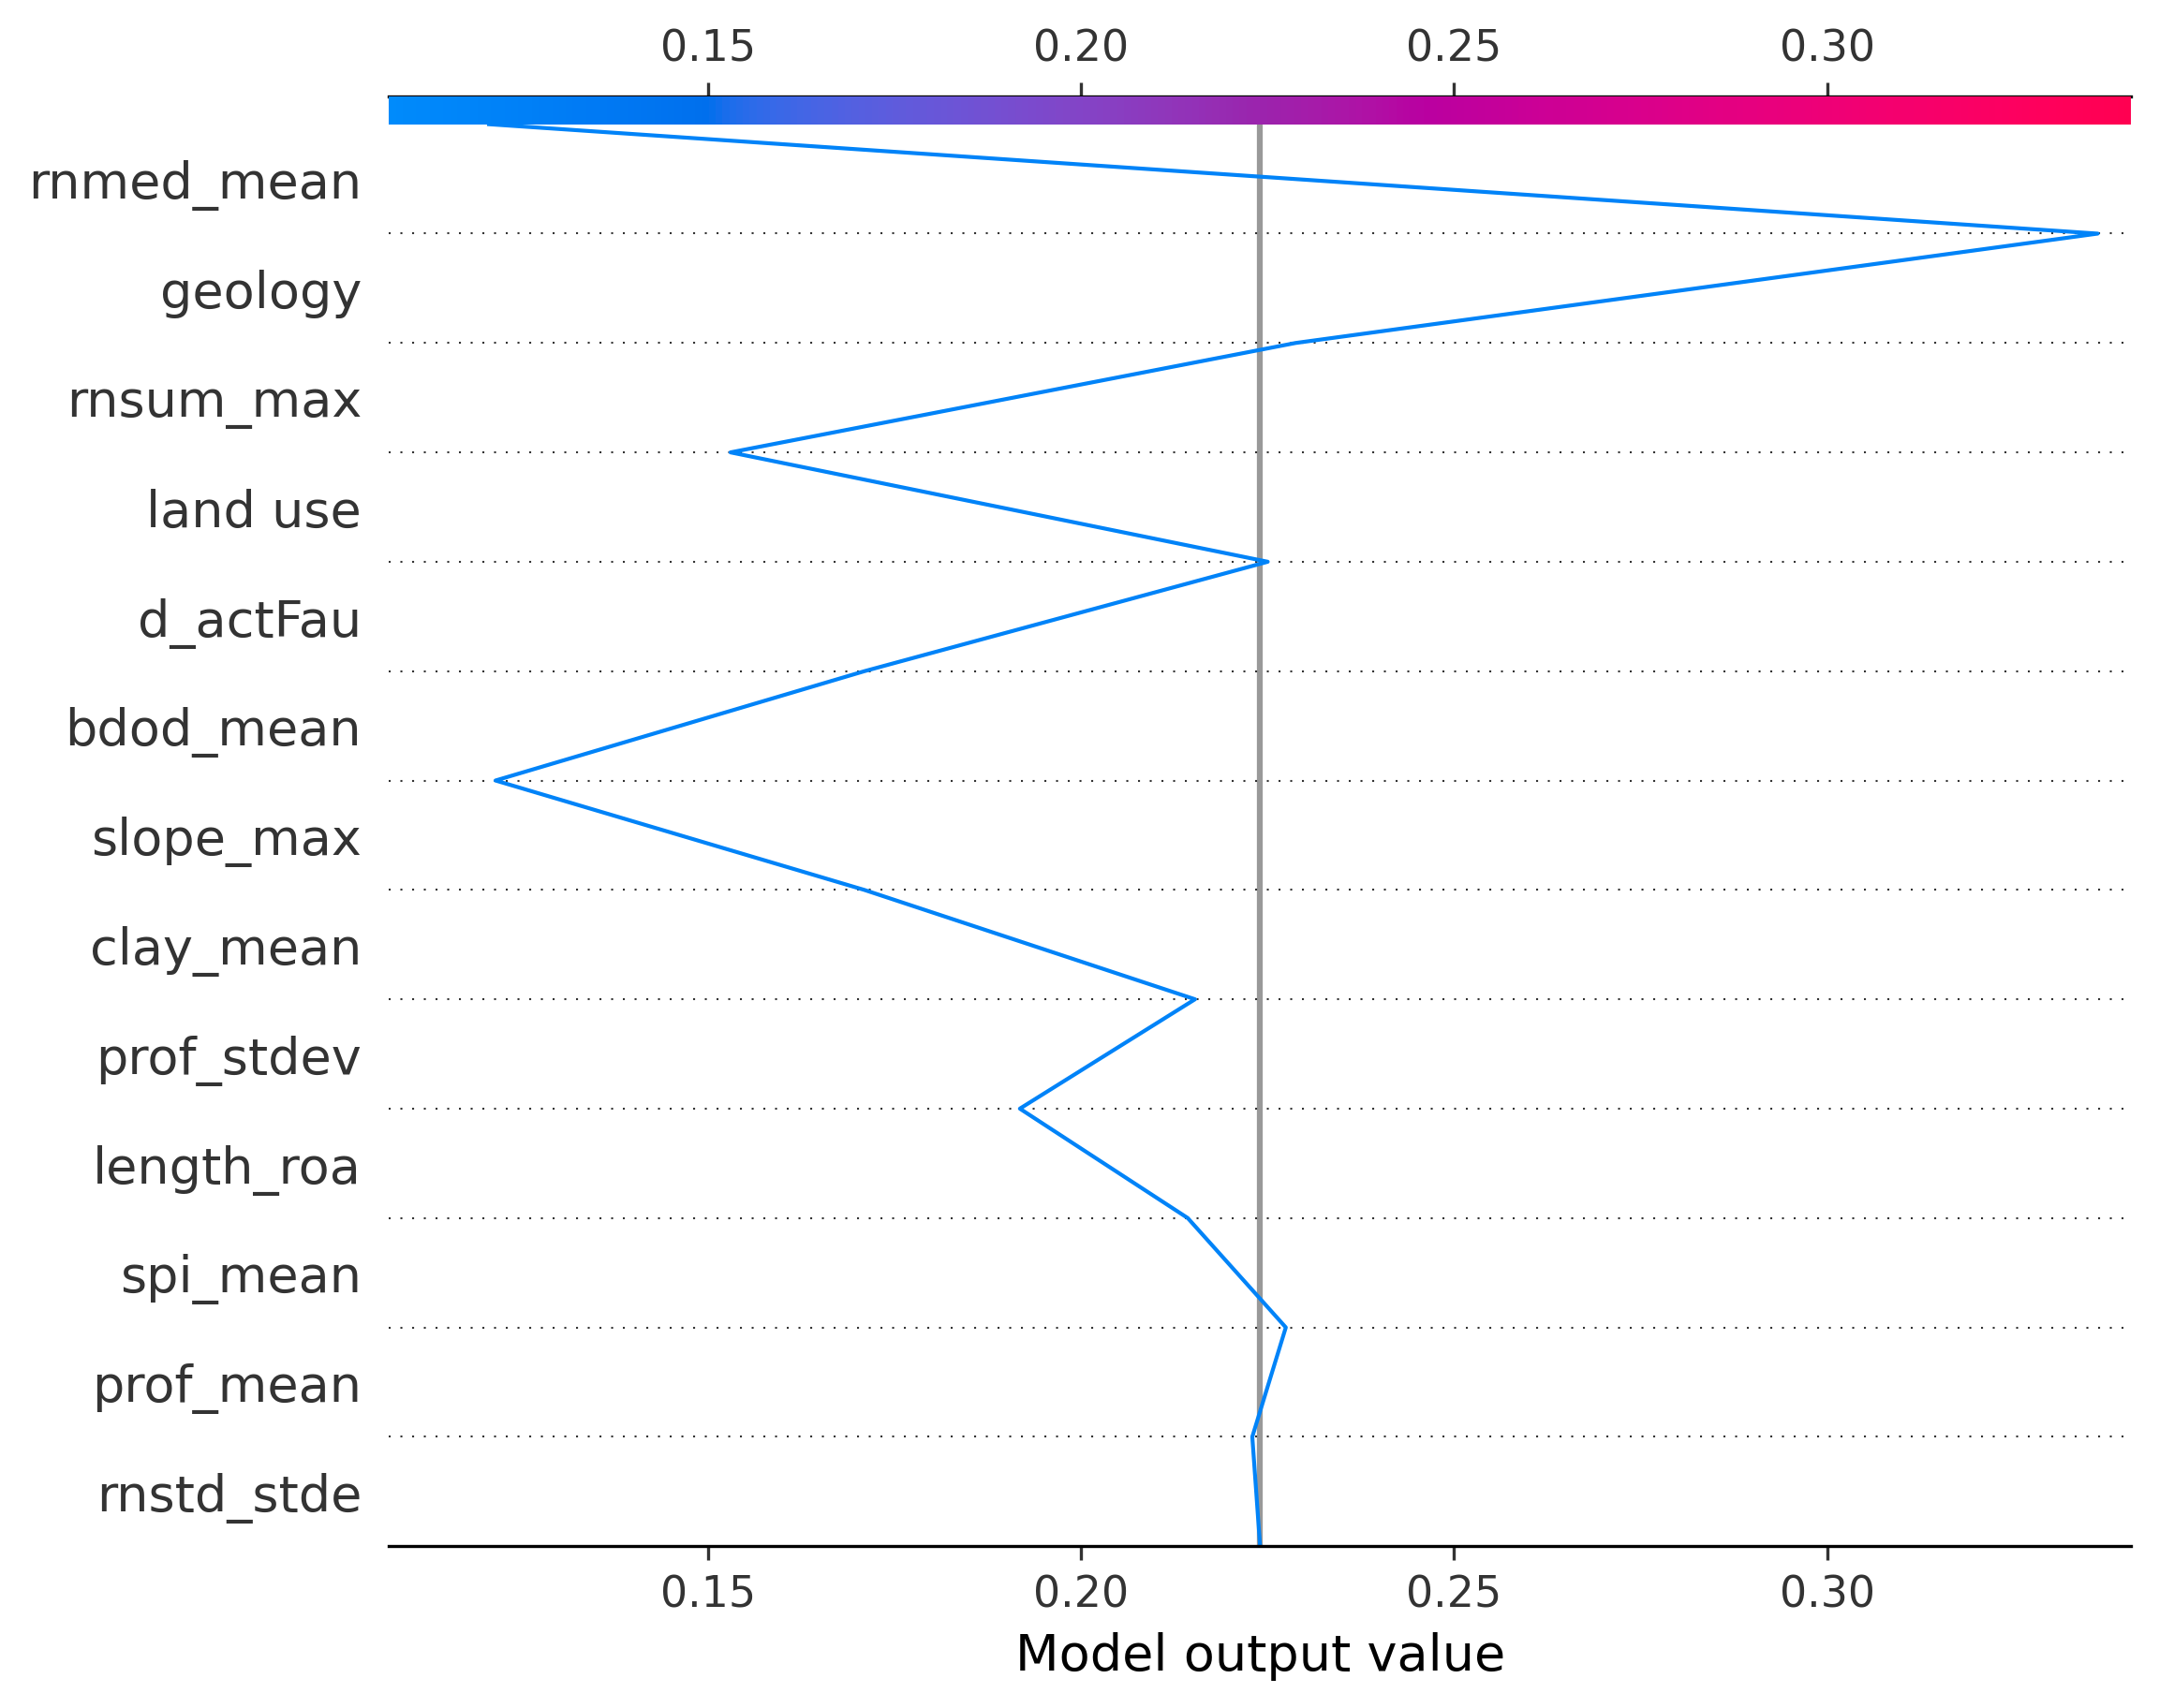 0.15 0.20 0.25 0.30
rnmed_mean
geology
rnsum_max
land use
d_actFau
bdod_mean
slope_max
clay_mean
prof_stdev
length_roa
spi_mean
prof_mean
rnstd_stde
0.15 0.20 0.25 0.30
Model output value